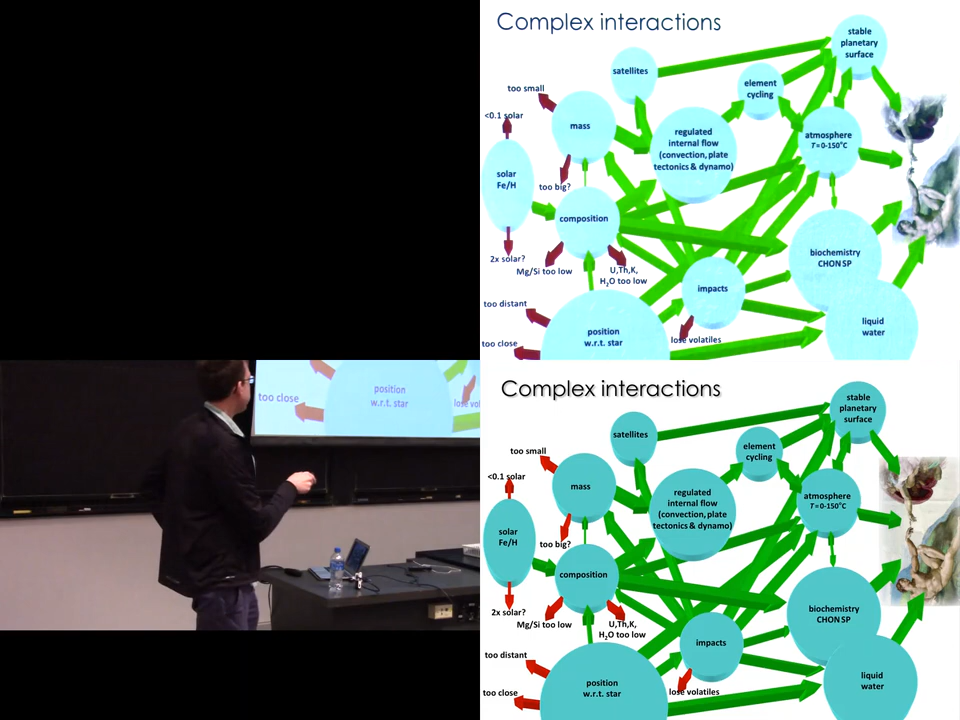 Complex interactions
stable
planetary
surface
satellites
element
cycling
too small
<0.1 solar
mass
regulated
internal flow
(convection, plate
tectonics & dynamo)
atmosphere
T = 0-150°C
solar
Fe/H
too big?
composition
2x solar?
Mg/Si too low
U,Th,K,
H2O too low
biochemistry
CHON SP
impacts
too distant
position
w.r.t. star
liquid
water
too close
lose volatiles
too close
position
w.r.t. star
lose vol
Complex interactions
stable
planetary
surface
satellites
element
cycling
too small
<0.1 solar
mass
regulated
internal flow
(convection, plate
tectonics & dynamo)
atmosphere
T = 0-150°C
solar
Fe/H
too big?
composition
2x solar?
Mg/Si too low
U,Th,K,
H2O too low
biochemistry
CHON SP
impacts
too distant
position
w.r.t. star
liquid
water
too close
lose volatiles